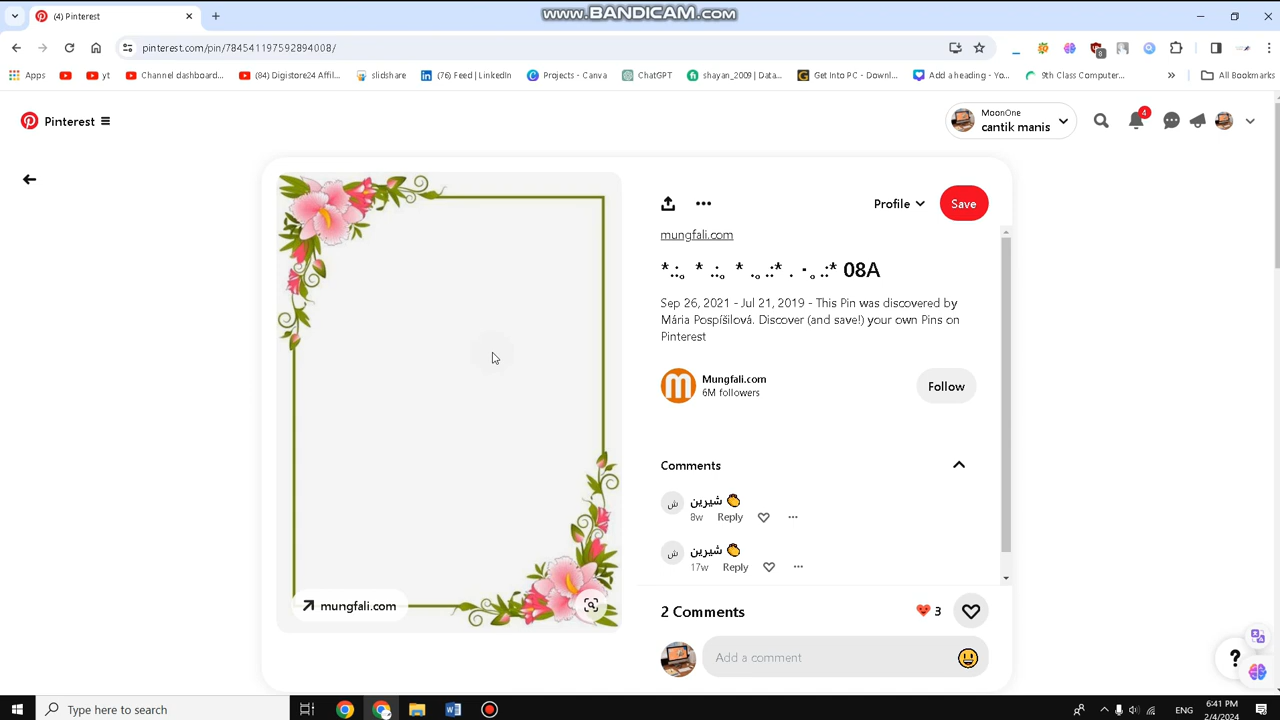 www.BANDICAM.com
(4) Pinterest
pinterest.com/pin/784541197592894008/
8
Apps
yt
Channel dashboard...
(84) Digistore24 Affil...
slidshare
(76) Feed | LinkedIn
Projects - Canva
ChatGPT
shayan_2009 | Data...
Get Into PC - Downl...
Add a heading - Yo...
9th Class Computer...
»
All Bookmarks
Pinterest
MoonOne
cantik manis
4
Profile
Save
mungfali.com
*.:｡ * .:｡ * .｡.:* . ･｡.:* 08A
Sep 26, 2021 - Jul 21, 2019 - This Pin was discovered by
Mária Pospíšilová. Discover (and save!) your own Pins on
Pinterest
m
Mungfali.com
6M followers
Follow
Comments
ش
شيرين 👏
8w Reply
ش
شيرين 👏
17w Reply
mungfali.com
2 Comments
3
Add a comment
?
Type here to search
W
ENG
6:41 PM
2/4/2024